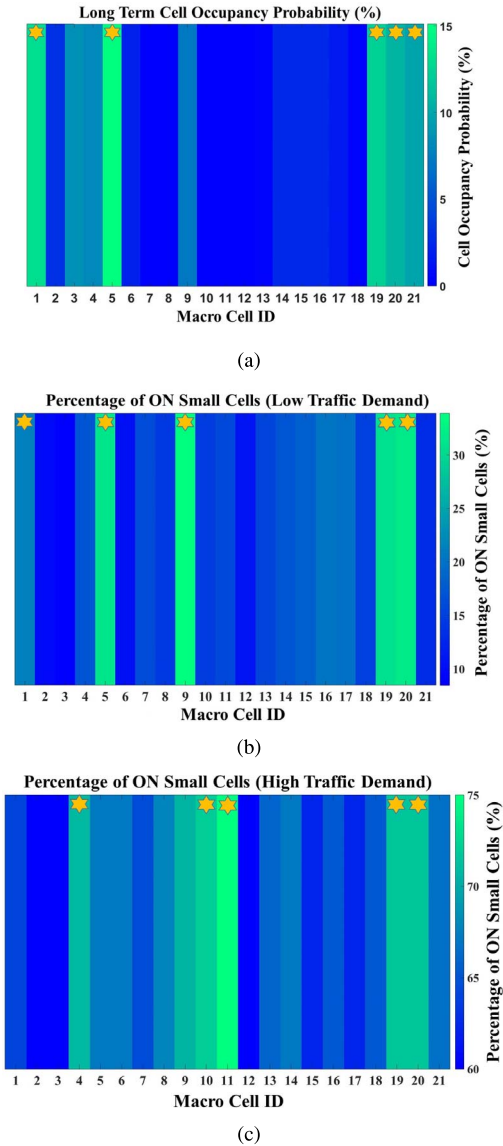 Long Term Cell Occupancy Probability (%)
15
10
5
0
Cell Occupancy Probability (%)
1 2 3 4 5 6 7 8 9 10 11 12 13 14 15 16 17 18 19 20 21
Macro Cell ID
(a)
Percentage of ON Small Cells (Low Traffic Demand)
30
25
20
15
10
Percentage of ON Small Cells (%)
1 2 3 4 5 6 7 8 9 10 11 12 13 14 15 16 17 18 19 20 21
Macro Cell ID
(b)
Percentage of ON Small Cells (High Traffic Demand)
75
70
65
60
Percentage of ON Small Cells (%)
1 2 3 4 5 6 7 8 9 10 11 12 13 14 15 16 17 18 19 20 21
Macro Cell ID
(c)